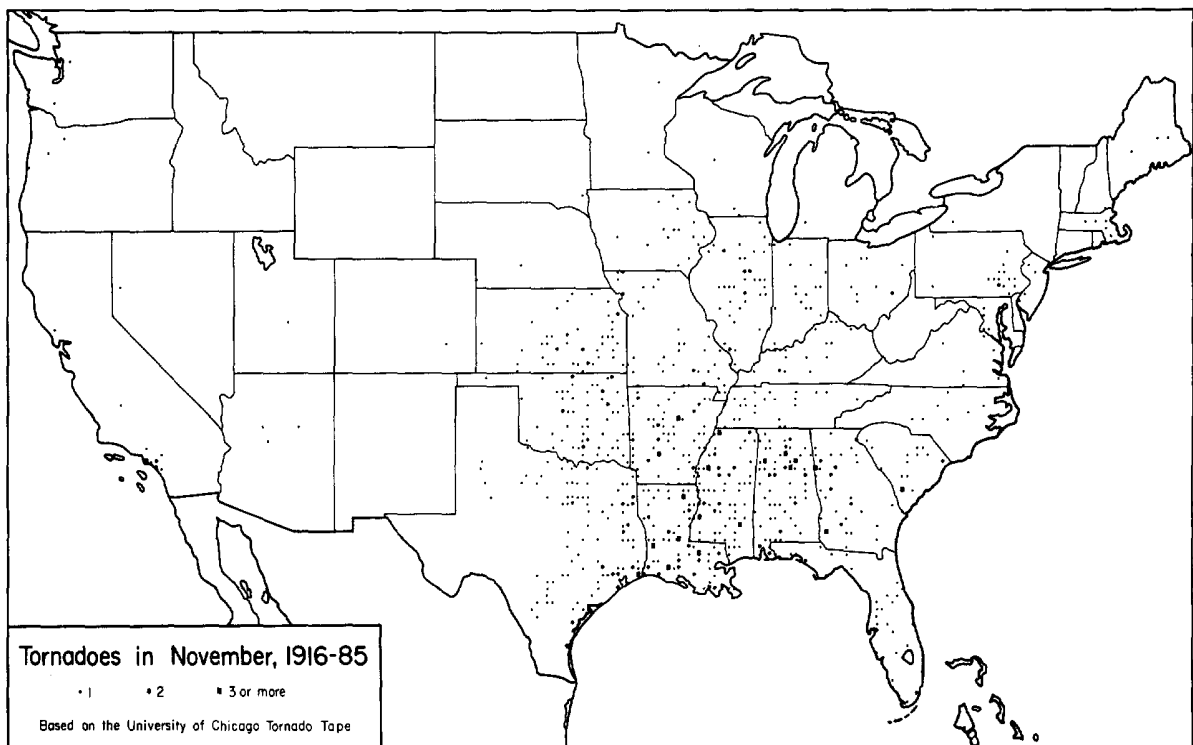 Tornadoes in November, 1916-85
• 1 • 2 ■ 3 or more
Based on the University of Chicago Tornado Tape